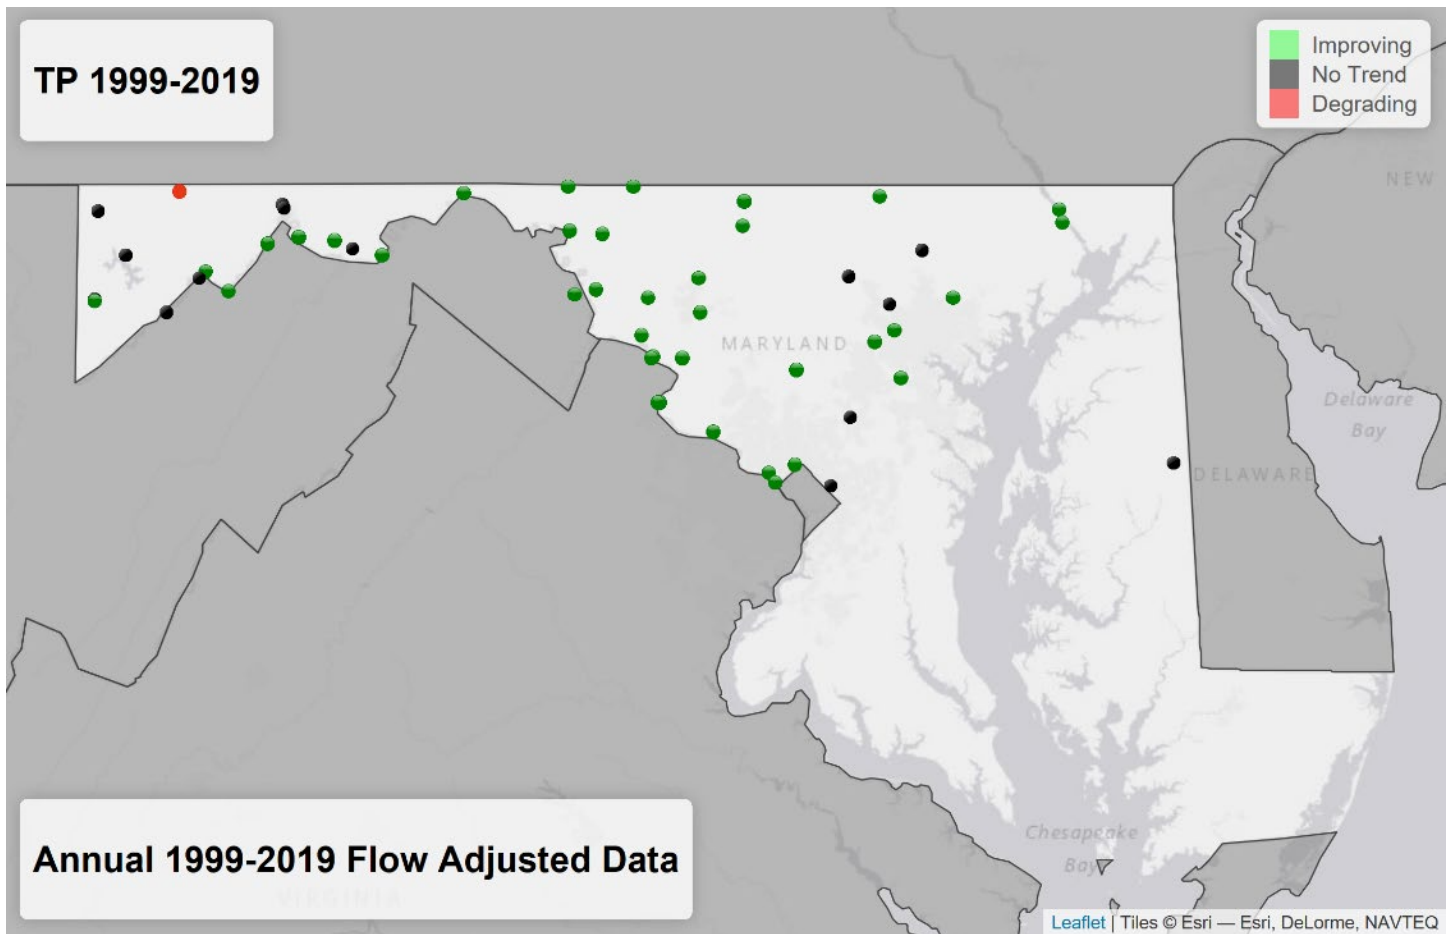 TP 1999-2019
Improving
No Trend
Degrading
NEW
MARYLAND
Delaware
Bay
DELAWARE
Chesapeake
Bay
Annual 1999-2019 Flow Adjusted Data
VIRGINIA
Leaflet | Tiles © Esri — Esri, DeLorme, NAVTEQ